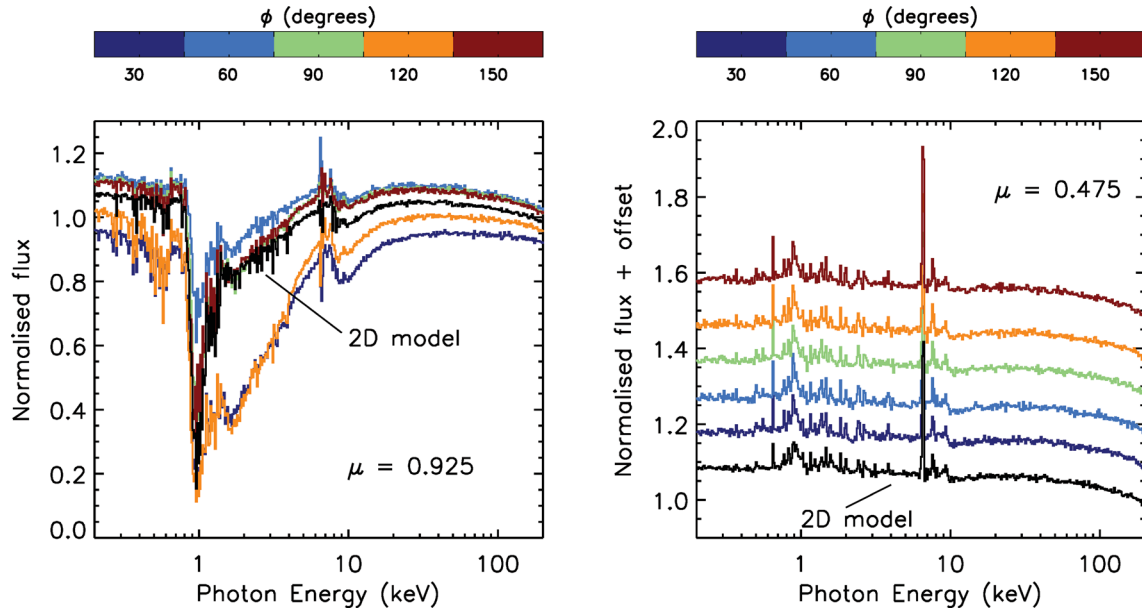 ϕ (degrees)
30 60 90 120 150
1.2
1.0
0.8
0.6
0.4
0.2
0.0
Normalised flux
2D model
μ = 0.925
1 10 100
Photon Energy (keV)
ϕ (degrees)
30 60 90 120 150
2.0
1.8
1.6
1.4
1.2
1.0
Normalised flux + offset
μ = 0.475
2D model
1 10 100
Photon Energy (keV)